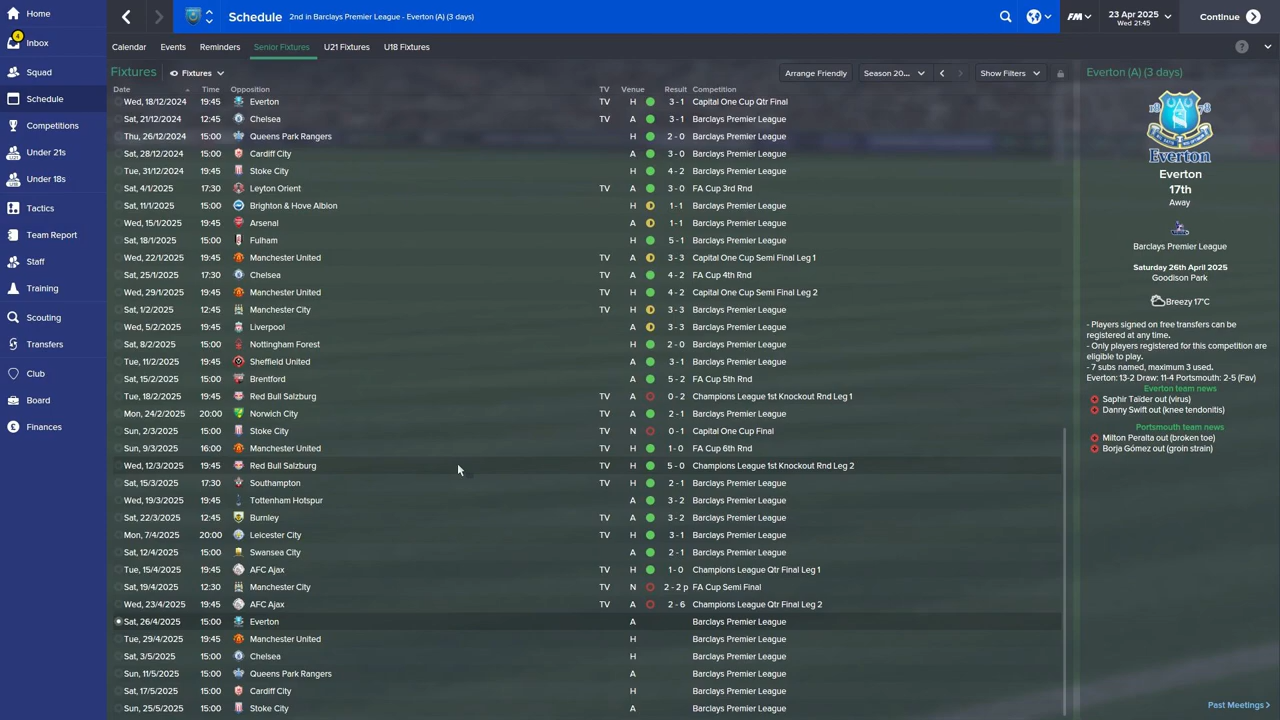 Home
4
Inbox
Squad
Schedule
Competitions
Under 21s
Under 18s
Tactics
Team Report
Staff
Training
Scouting
Transfers
Club
Board
Finances
Schedule 2nd in Barclays Premier League - Everton (A) (3 days)
FM
23 Apr 2025
Wed 21:45
Continue
Calendar Events Reminders Senior Fixtures U21 Fixtures U18 Fixtures ?
Fixtures Fixtures Arrange Friendly Season 20... Show Filters
Date Time Opposition TV Venue Result Competition
Wed, 18/12/2024 19:45 Everton TV H 3 - 1 Capital One Cup Qtr Final
Sat, 21/12/2024 12:45 Chelsea TV A 3 - 1 Barclays Premier League
Thu, 26/12/2024 15:00 Queens Park Rangers H 2 - 0 Barclays Premier League
Sat, 28/12/2024 15:00 Cardiff City A 3 - 0 Barclays Premier League
Tue, 31/12/2024 15:00 Stoke City H 4 - 2 Barclays Premier League
Sat, 4/1/2025 17:30 Leyton Orient TV A 3 - 0 FA Cup 3rd Rnd
Sat, 11/1/2025 15:00 Brighton & Hove Albion H 1 - 1 Barclays Premier League
Wed, 15/1/2025 19:45 Arsenal A 1 - 1 Barclays Premier League
Sat, 18/1/2025 15:00 Fulham H 5 - 1 Barclays Premier League
Wed, 22/1/2025 19:45 Manchester United TV A 3 - 3 Capital One Cup Semi Final Leg 1
Sat, 25/1/2025 17:30 Chelsea TV A 4 - 2 FA Cup 4th Rnd
Wed, 29/1/2025 19:45 Manchester United TV H 4 - 2 Capital One Cup Semi Final Leg 2
Sat, 1/2/2025 12:45 Manchester City TV H 3 - 3 Barclays Premier League
Wed, 5/2/2025 19:45 Liverpool A 3 - 3 Barclays Premier League
Sat, 8/2/2025 15:00 Nottingham Forest H 2 - 0 Barclays Premier League
Tue, 11/2/2025 19:45 Sheffield United A 3 - 1 Barclays Premier League
Sat, 15/2/2025 15:00 Brentford A 5 - 2 FA Cup 5th Rnd
Tue, 18/2/2025 19:45 Red Bull Salzburg TV A 0 - 2 Champions League 1st Knockout Rnd Leg 1
Mon, 24/2/2025 20:00 Norwich City TV A 2 - 1 Barclays Premier League
Sun, 2/3/2025 15:00 Stoke City TV N 0 - 1 Capital One Cup Final
Sun, 9/3/2025 16:00 Manchester United TV H 1 - 0 FA Cup 6th Rnd
Wed, 12/3/2025 19:45 Red Bull Salzburg TV H 5 - 0 Champions League 1st Knockout Rnd Leg 2
Sat, 15/3/2025 17:30 Southampton TV H 2 - 1 Barclays Premier League
Wed, 19/3/2025 19:45 Tottenham Hotspur A 3 - 2 Barclays Premier League
Sat, 22/3/2025 12:45 Burnley TV A 3 - 2 Barclays Premier League
Mon, 7/4/2025 20:00 Leicester City TV H 3 - 1 Barclays Premier League
Sat, 12/4/2025 15:00 Swansea City A 2 - 1 Barclays Premier League
Tue, 15/4/2025 19:45 AFC Ajax TV H 1 - 0 Champions League Qtr Final Leg 1
Sat, 19/4/2025 12:30 Manchester City TV N 2 - 2 p FA Cup Semi Final
Wed, 23/4/2025 19:45 AFC Ajax TV A 2 - 6 Champions League Qtr Final Leg 2
Sat, 26/4/2025 15:00 Everton A Barclays Premier League
Tue, 29/4/2025 19:45 Manchester United H Barclays Premier League
Sat, 3/5/2025 15:00 Chelsea H Barclays Premier League
Sun, 11/5/2025 15:00 Queens Park Rangers A Barclays Premier League
Sat, 17/5/2025 15:00 Cardiff City H Barclays Premier League
Sun, 25/5/2025 15:00 Stoke City A Barclays Premier League
Everton (A) (3 days)
18 78
Everton
Everton
17th
Away
Barclays Premier League
Saturday 26th April 2025
Goodison Park
Breezy 17°C
- Players signed on free transfers can be
registered at any time.
- Only players registered for this competition are
eligible to play.
- 7 subs named, maximum 3 used.
Everton: 13-2 Draw: 11-4 Portsmouth: 2-5 (Fav)
Everton team news
Saphir Taïder out (virus)
Danny Swift out (knee tendonitis)
Portsmouth team news
Milton Peralta out (broken toe)
Borja Gómez out (groin strain)
Past Meetings >